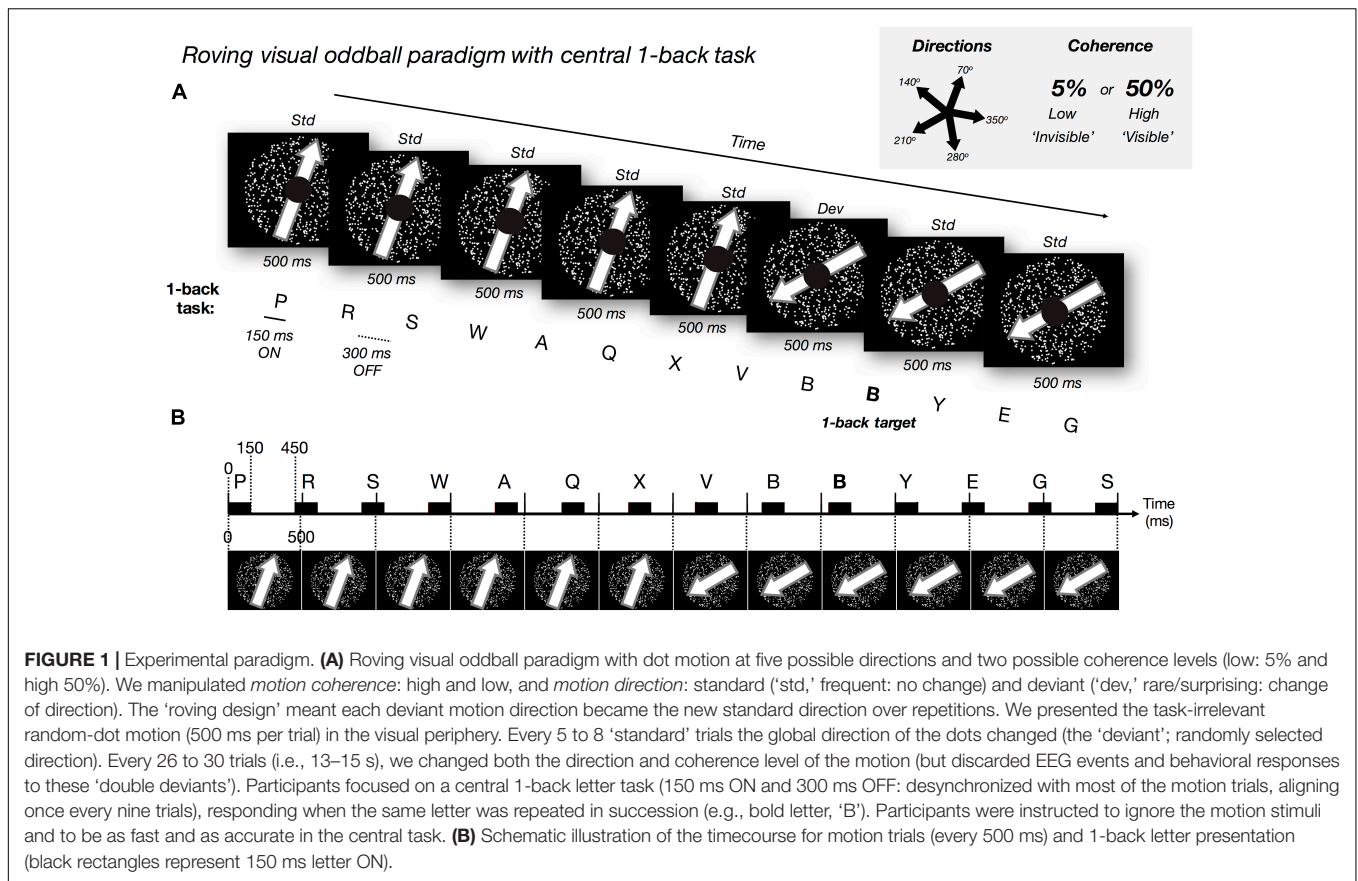 Roving visual oddball paradigm with central 1-back task
Directions
Coherence
70º
140º
350º
210º
280º
5% or 50%
Low High
'Invisible' 'Visible'
A
Time
Std
Std
Std
Std
Std
Dev
Std
Std
500 ms
500 ms
500 ms
500 ms
500 ms
500 ms
500 ms
500 ms
1-back
task:
P R S W A Q X V B B Y E G
150 ms
ON
300 ms
OFF
1-back target
B
0 150 450
P R S W A Q X V B B Y E G S
Time
(ms)
0 500
FIGURE 1 | Experimental paradigm. (A) Roving visual oddball paradigm with dot motion at five possible directions and two possible coherence levels (low: 5% and
high 50%). We manipulated motion coherence: high and low, and motion direction: standard ('std,' frequent: no change) and deviant ('dev,' rare/surprising: change
of direction). The 'roving design' meant each deviant motion direction became the new standard direction over repetitions. We presented the task-irrelevant
random-dot motion (500 ms per trial) in the visual periphery. Every 5 to 8 'standard' trials the global direction of the dots changed (the 'deviant'; randomly selected
direction). Every 26 to 30 trials (i.e., 13–15 s), we changed both the direction and coherence level of the motion (but discarded EEG events and behavioral responses
to these 'double deviants'). Participants focused on a central 1-back letter task (150 ms ON and 300 ms OFF: desynchronized with most of the motion trials, aligning
once every nine trials), responding when the same letter was repeated in succession (e.g., bold letter, 'B'). Participants were instructed to ignore the motion stimuli
and to be as fast and as accurate in the central task. (B) Schematic illustration of the timecourse for motion trials (every 500 ms) and 1-back letter presentation
(black rectangles represent 150 ms letter ON).